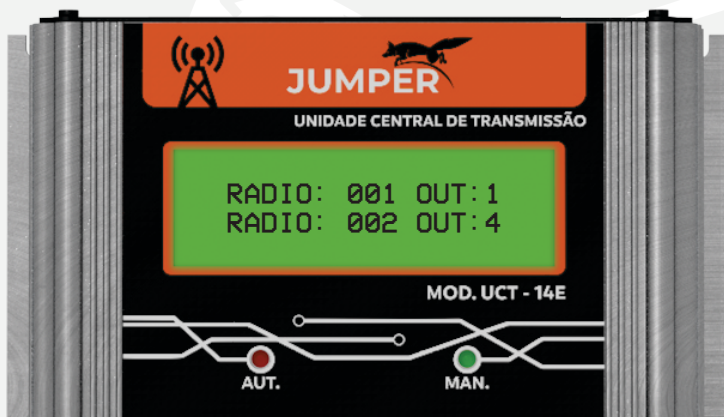 JUMPER
UNIDADE CENTRAL DE TRANSMISSÃO
RADIO: 001 OUT:1
RADIO: 002 OUT:4
MOD. UCT - 14E
AUT.
MAN.